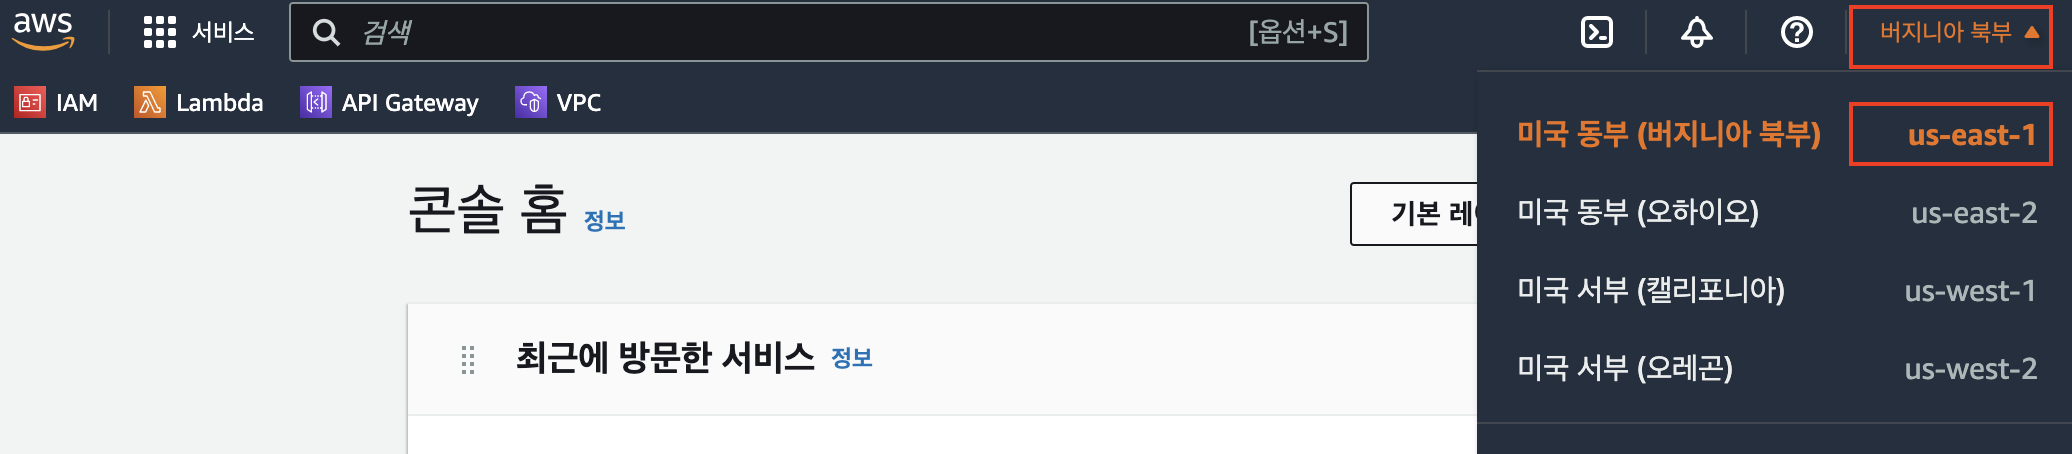 aws
서비스
검색
[옵션+S]
버지니아 북부
IAM
Lambda
API Gateway
VPC
미국 동부 (버지니아 북부) us-east-1
미국 동부 (오하이오) us-east-2
미국 서부 (캘리포니아) us-west-1
미국 서부 (오레곤) us-west-2
콘솔 홈 정보
기본
최근에 방문한 서비스 정보